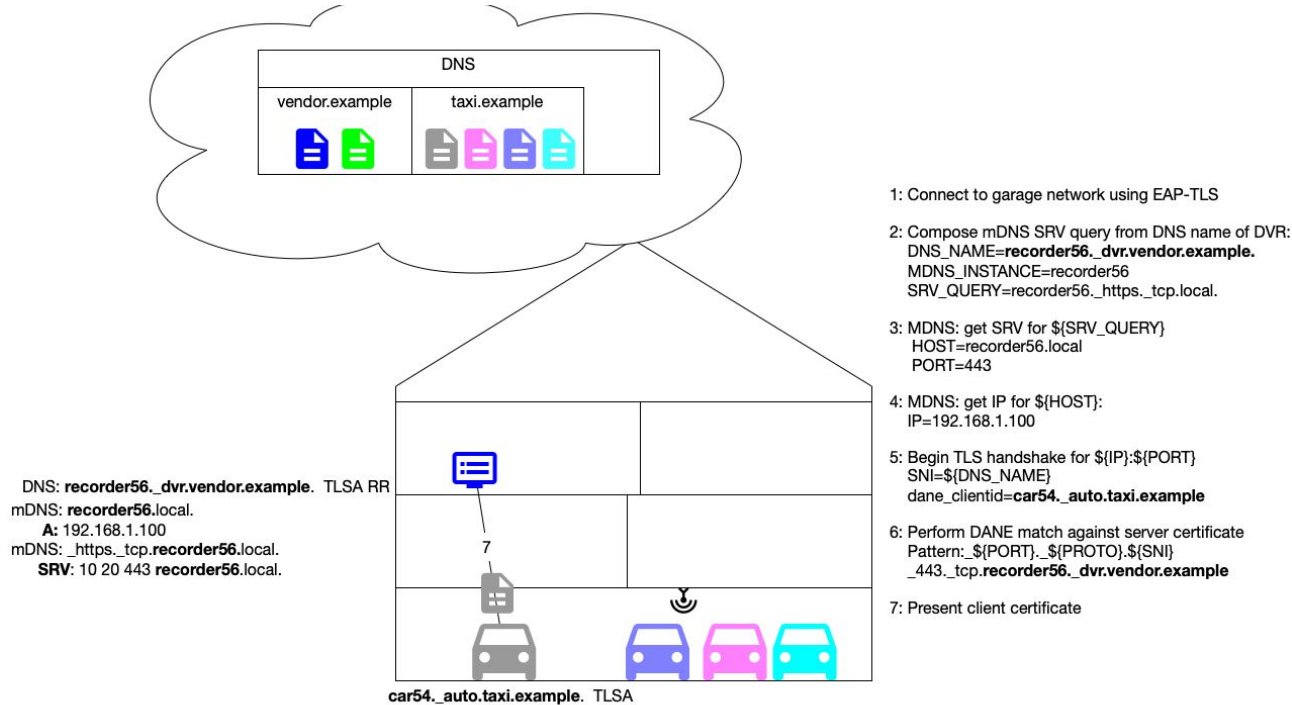 DNS
vendor.example
taxi.example
1: Connect to garage network using EAP-TLS
2: Compose mDNS SRV query from DNS name of DVR:
DNS_NAME=recorder56._dvr.vendor.example.
MDNS_INSTANCE=recorder56
SRV_QUERY=recorder56._https._tcp.local.
3: MDNS: get SRV for ${SRV_QUERY}
HOST=recorder56.local
PORT=443
4: MDNS: get IP for ${HOST}:
IP=192.168.1.100
5: Begin TLS handshake for ${IP}:${PORT}
SNI=${DNS_NAME}
dane_clientid=car54._auto.taxi.example
6: Perform DANE match against server certificate
Pattern:_${PORT}._${PROTO}.${SNI}
_443._tcp.recorder56._dvr.vendor.example
7: Present client certificate
DNS: recorder56._dvr.vendor.example. TLSA RR
mDNS: recorder56.local.
A: 192.168.1.100
mDNS: _https._tcp.recorder56.local.
SRV: 10 20 443 recorder56.local.
7
car54._auto.taxi.example. TLSA